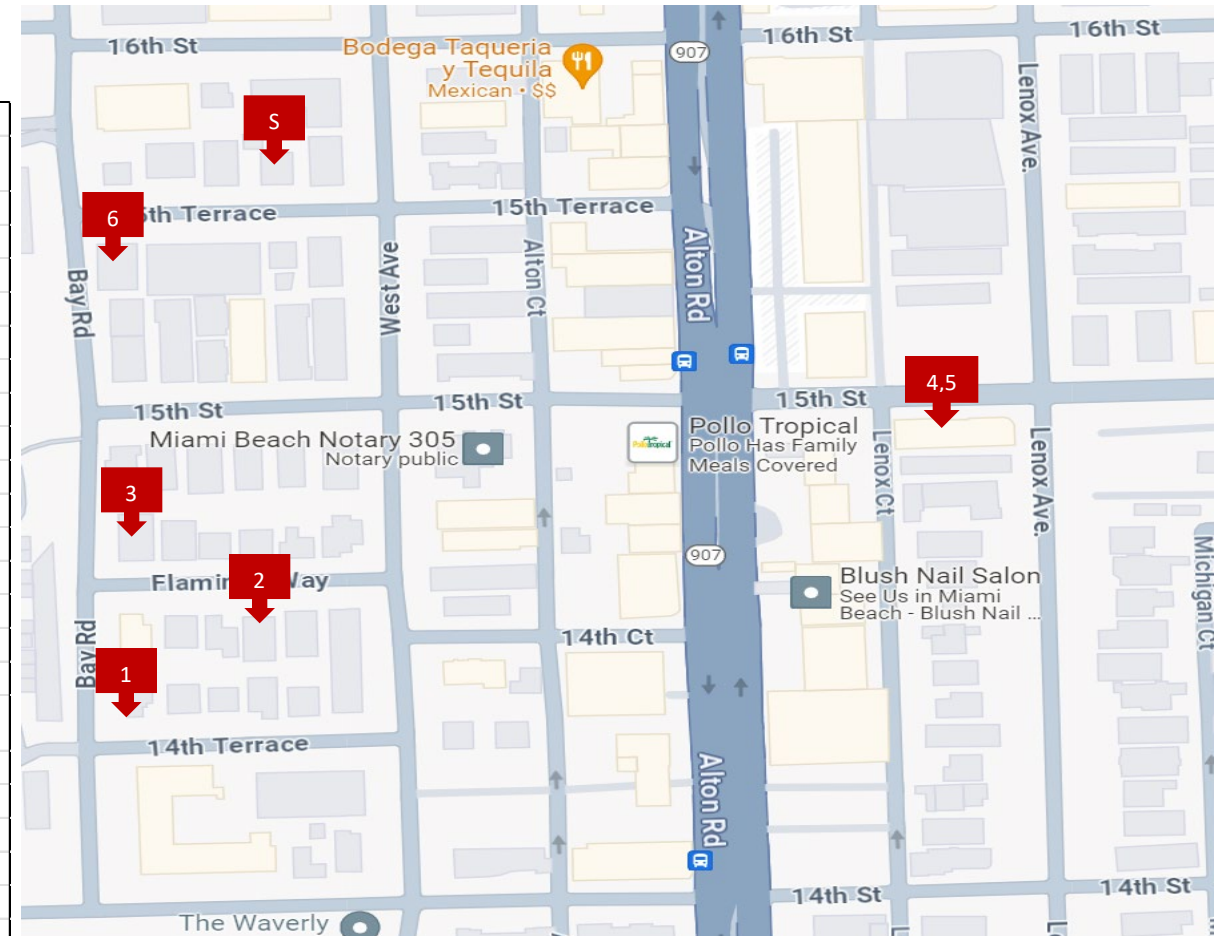 16th St
16th St
16th St
907
Bodega Taqueria
y Tequila
Mexican • $$
Lenox Ave.
S
6
5th Terrace
15th Terrace
Bay Rd
West Ave
Alton Ct
Alton Rd
4,5
15th St
15th St
15th St
Miami Beach Notary 305
Notary public
Pollo Tropical
Pollo Tropical
Pollo Has Family
Meals Covered
Lenox Ct
Lenox Ave.
3
907
Michigan Ct
2
Flamin
Way
Blush Nail Salon
See Us in Miami
Beach - Blush Nail ...
Bay Rd
14th Ct
1
14th Terrace
Alton Rd
14th St
14th St
The Waverly